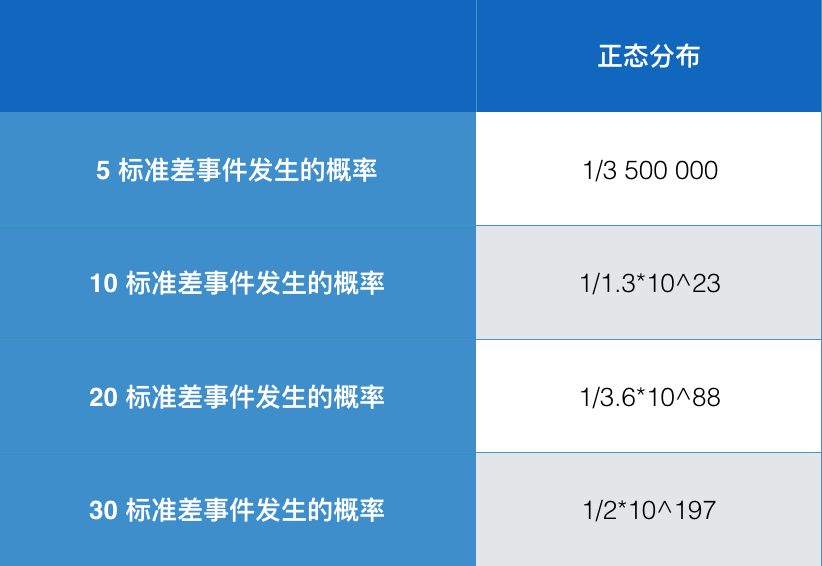 正态分布
5 标准差事件发生的概率
1/3 500 000
10 标准差事件发生的概率
1/1.3*10^23
20 标准差事件发生的概率
1/3.6*10^88
30 标准差事件发生的概率
1/2*10^197